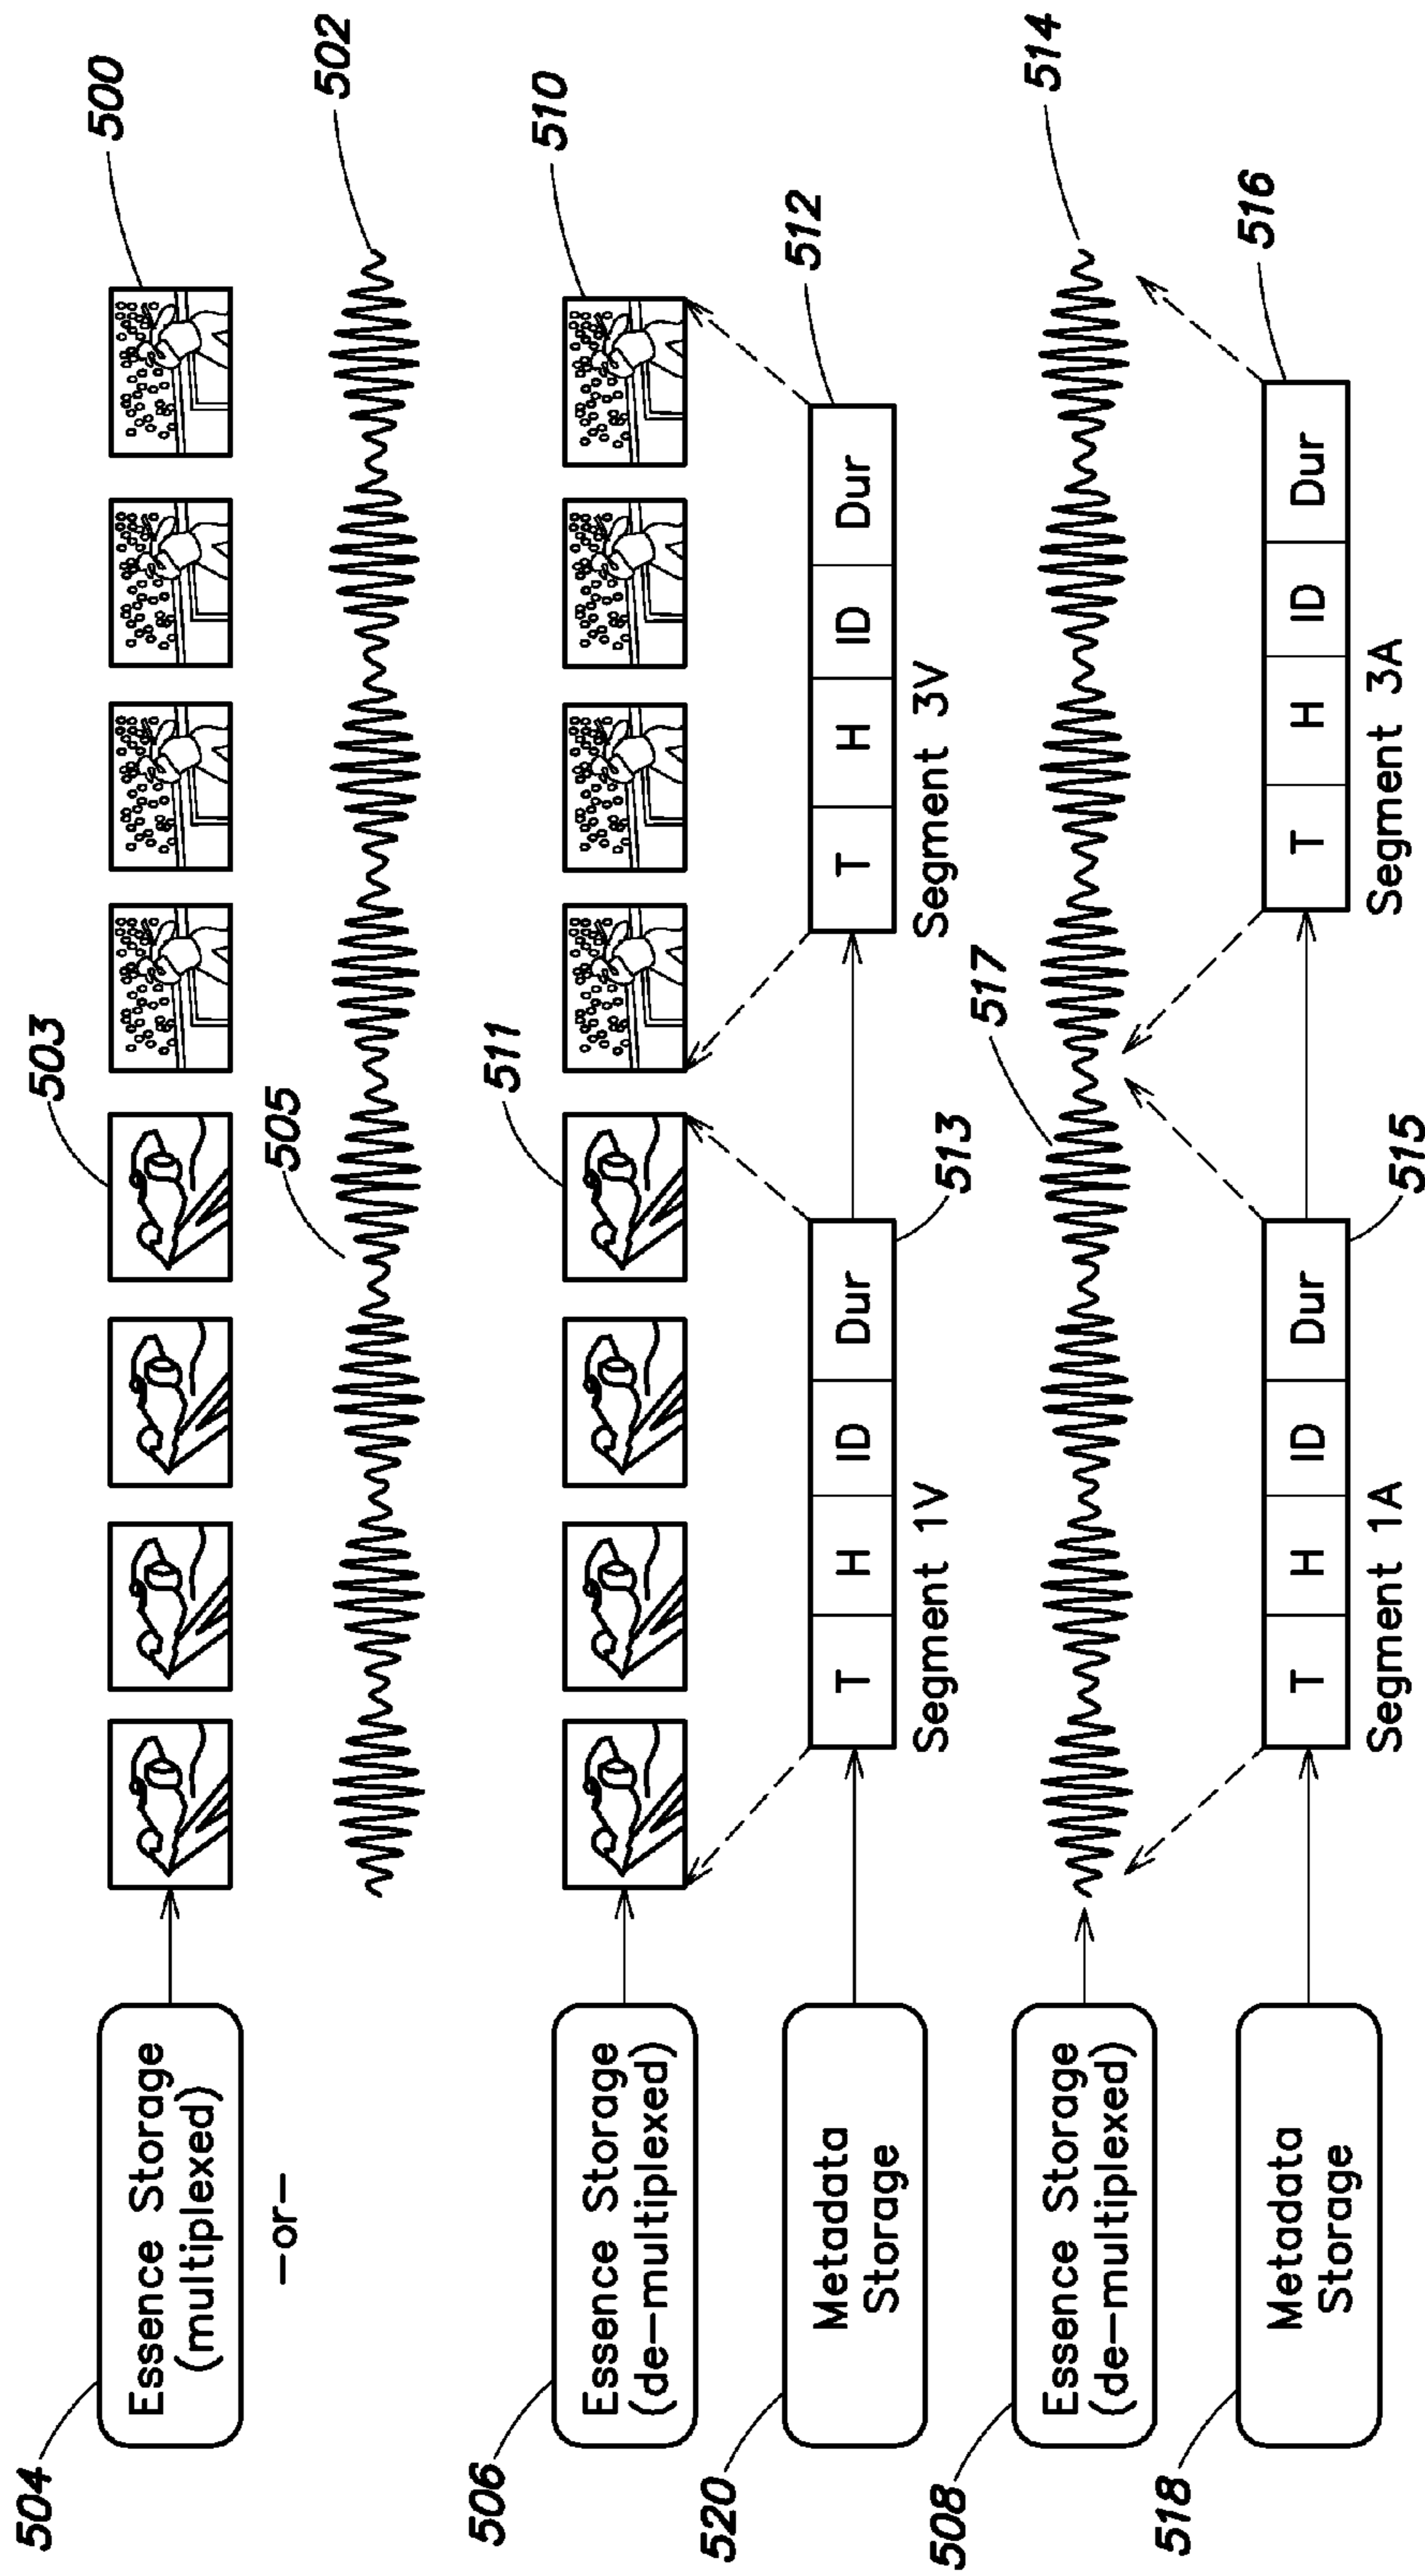 500
502
503
505
504
Essence Storage
(multiplexed)
-or-
510
511
506
Essence Storage
(de-multiplexed)
512
513
520
Metadata
Storage
T H ID Dur
Segment 1V
T H ID Dur
Segment 3V
514
517
508
Essence Storage
(de-multiplexed)
516
515
518
Metadata
Storage
T H ID Dur
Segment 1A
T H ID Dur
Segment 3A